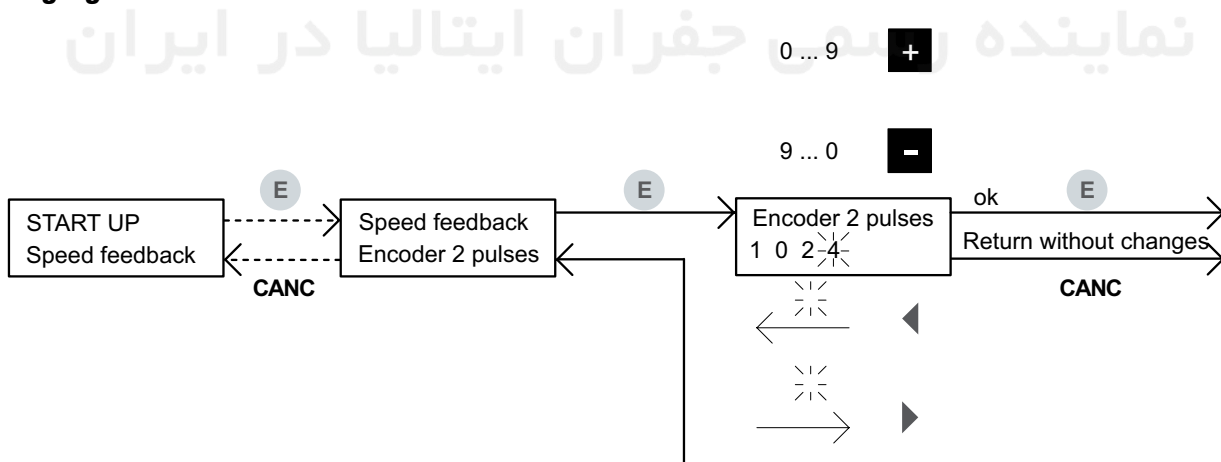 نماینده رسمی جفران ایتالیا در ایران
0 ... 9 +
9 ... 0 -
E E E
START UP
Speed feedback
Speed feedback
Encoder 2 pulses
Encoder 2 pulses
1 0 2 4
ok
Return without changes
CANC
CANC